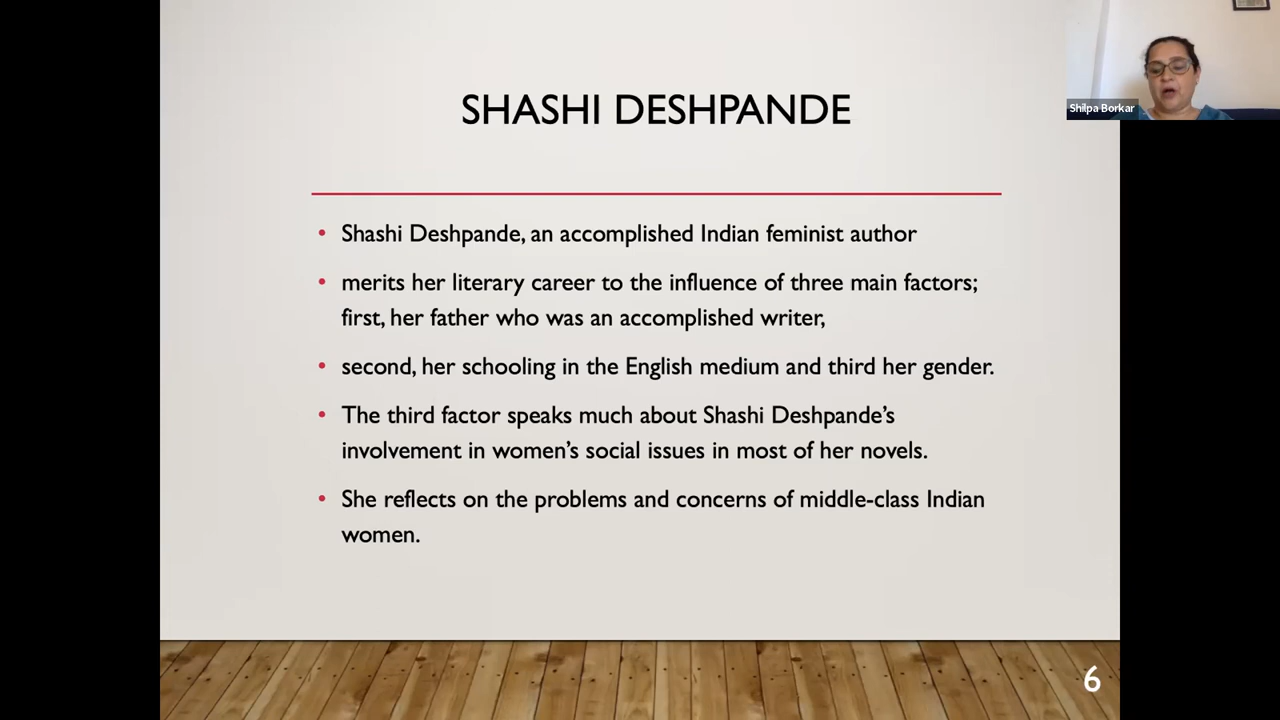 SHASHI DESHPANDE
Shilpa Borkar
• Shashi Deshpande, an accomplished Indian feminist author
• merits her literary career to the influence of three main factors;
first, her father who was an accomplished writer,
• second, her schooling in the English medium and third her gender.
• The third factor speaks much about Shashi Deshpande’s
involvement in women’s social issues in most of her novels.
• She reflects on the problems and concerns of middle-class Indian
women.
6